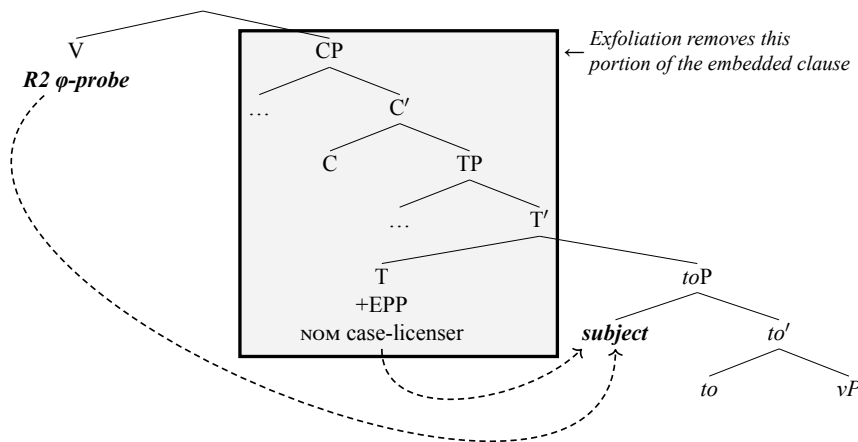 V
CP
← Exfoliation removes this
portion of the embedded clause
R2 φ-probe
…
C′
C
TP
…
T′
T
toP
+EPP
NOM case-licenser
subject
to′
to
vP